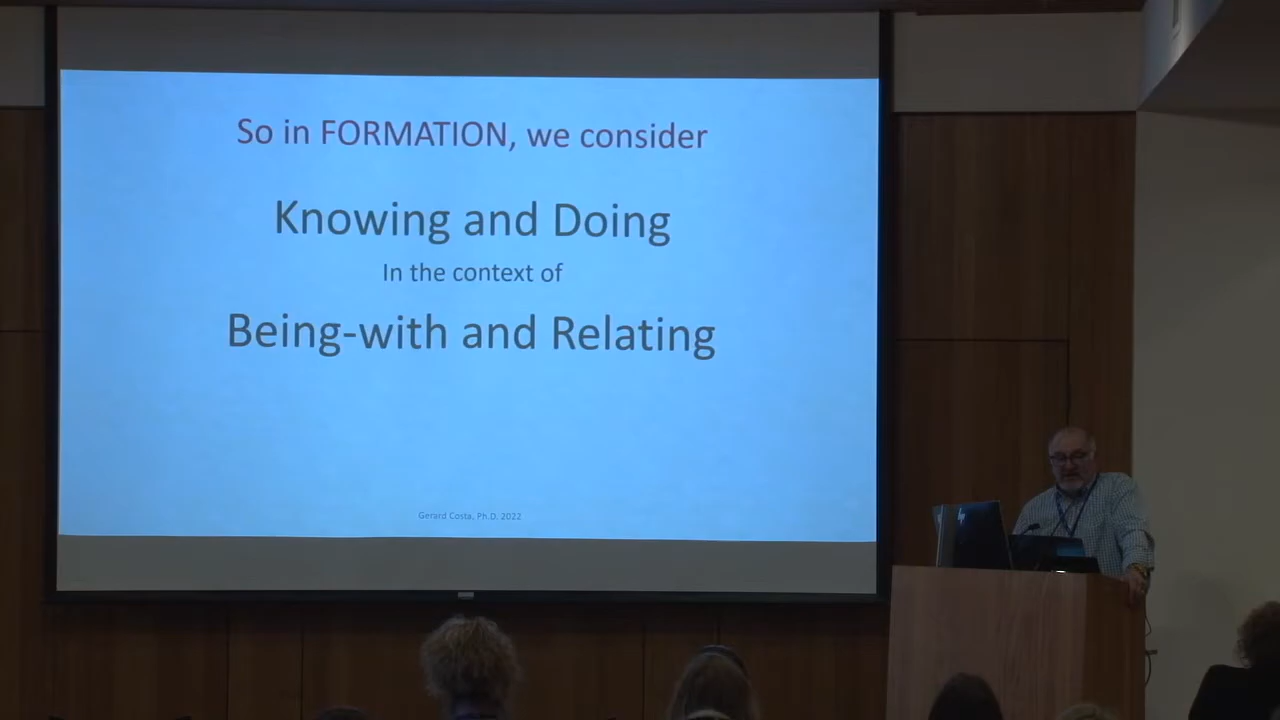 So in FORMATION, we consider
Knowing and Doing
In the context of
Being-with and Relating
Gerard Costa, Ph.D. 2022